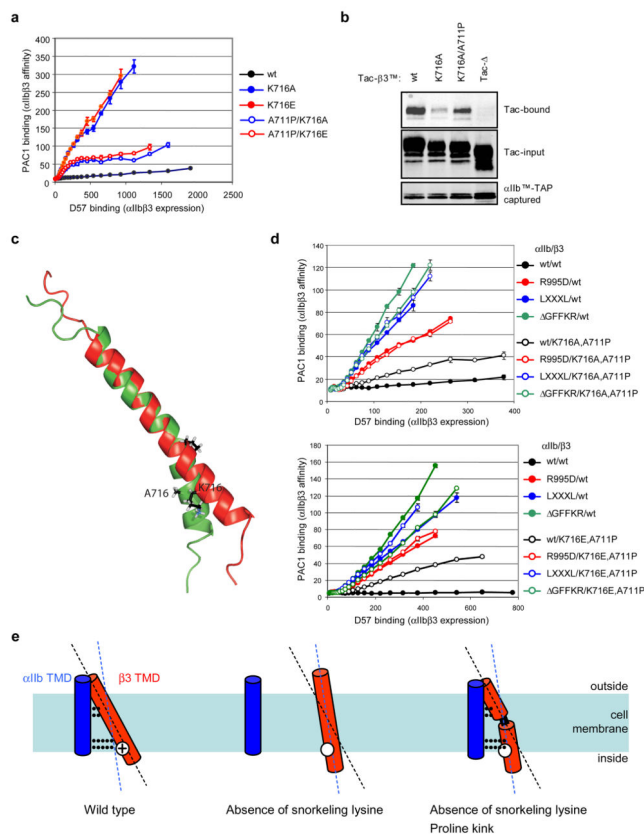 a
PAC1 binding (αIIbβ3 affinity)
350
300
250
200
150
100
50
0
0 500 1000 1500 2000 2500
D57 binding (αIIbβ3 expression)
wt
K716A
K716E
A711P/K716A
A711P/K716E
b
Tac-β3™:
wt
K716A
K716A/A711P
Tac-Δ
Tac-bound
Tac-input
αIIb™-TAP
captured
c
A716
K716
d
PAC1 binding (αIIbβ3 affinity)
140
120
100
80
60
40
20
0
0 100 200 300 400
D57 binding (αIIbβ3 expression)
αIIb/β3
wt/wt
R995D/wt
LXXXL/wt
ΔGFFKR/wt
wt/K716A,A711P
R995D/K716A,A711P
LXXXL/K716A,A711P
ΔGFFKR/K716A,A711P
PAC1 binding (αIIbβ3 affinity)
180
160
140
120
100
80
60
40
20
0
0 200 400 600 800
D57 binding (αIIbβ3 expression)
αIIb/β3
wt/wt
R995D/wt
LXXXL/wt
ΔGFFKR/wt
wt/K716E,A711P
R995D/K716E,A711P
LXXXL/K716E,A711P
ΔGFFKR/K716E,A711P
e
αIIb TMD
β3 TMD
outside
cell
membrane
inside
Wild type
Absence of snorkeling lysine
Absence of snorkeling lysine
Proline kink